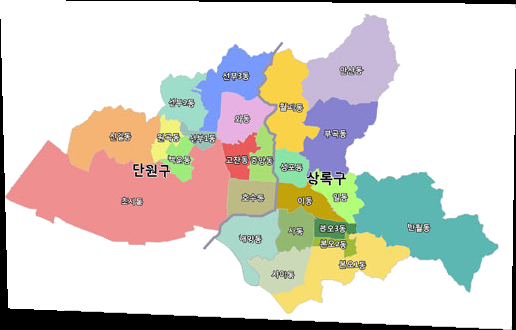 선부3동
안산동
선부2동
월피동
와동
부곡동
신길동
원곡동
선부1동
백운동
고잔동
중앙동
성포동
단원구
상록구
초지동
호수동
이동
일동
반월동
해양동
사동
본오3동
본오2동
본오1동
사이동